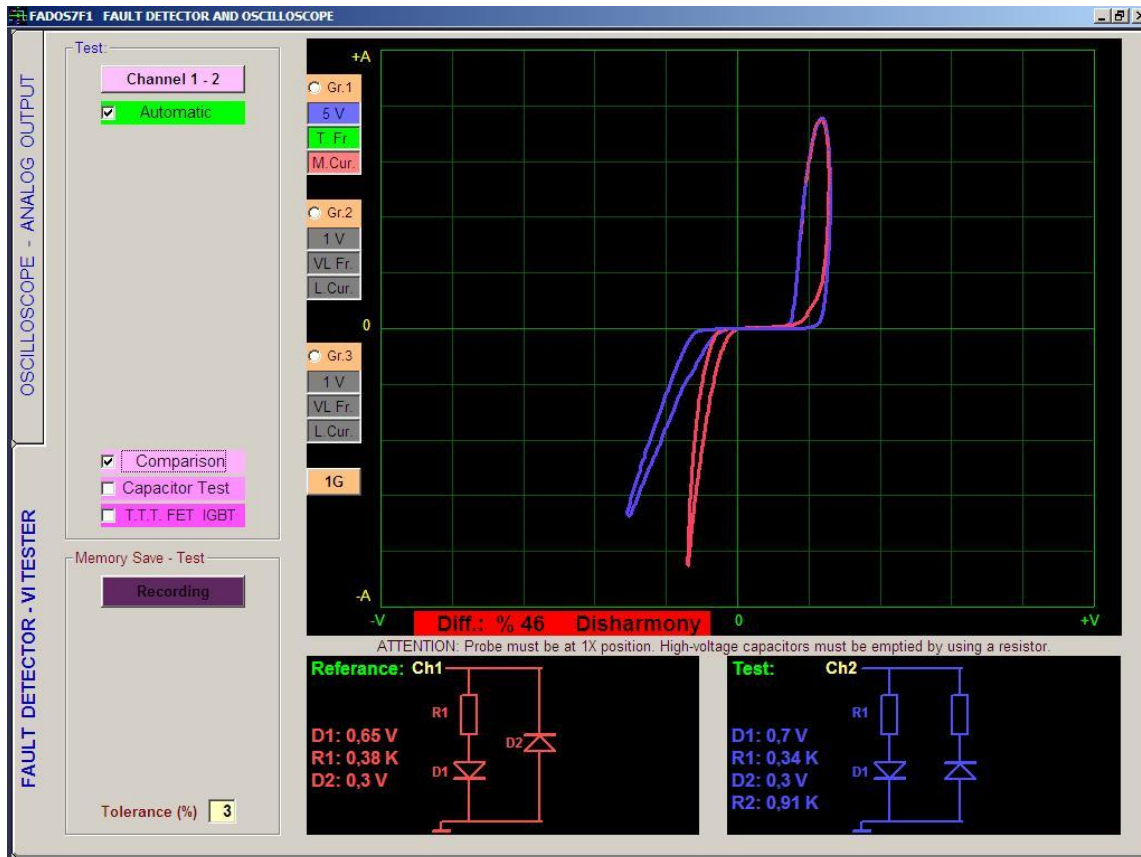 FADOS7F1 FAULT DETECTOR AND OSCILLOSCOPE
OSCILLOSCOPE - ANALOG OUTPUT
FAULT DETECTOR - VI TESTER
Test:
Channel 1 - 2
Automatic
Comparison
Capacitor Test
T.T.T. FET IGBT
Memory Save - Test
Recording
Tolerance (%) 3
+A
Gr.1
5 V
T. Fr
M.Cur.
Gr.2
1 V
VL Fr.
L.Cur.
0
Gr.3
1 V
VL Fr.
L.Cur.
1G
-A
-V
Diff.: % 46 Disharmony
0
+V
ATTENTION: Probe must be at 1X position. High-voltage capacitors must be emptied by using a resistor.
Referance: Ch1
R1
D1: 0,65 V
R1: 0,38 K
D2: 0,3 V
D2
D1
Test: Ch2
R1
D1: 0,7 V
R1: 0,34 K
D2: 0,3 V
R2: 0,91 K
D1